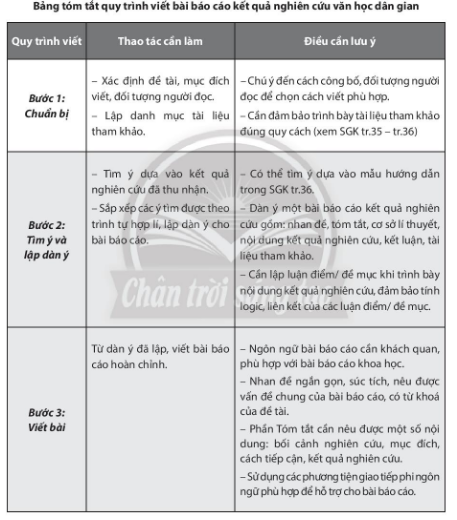 Bảng tóm tắt quy trình viết bài báo cáo kết quả nghiên cứu văn học dân gian
Quy trình viết
Thao tác cần làm
Điều cần lưu ý
Bước 1:
Chuẩn bị
– Xác định đề tài, mục đích
viết, đối tượng người đọc.
– Lập danh mục tài liệu
tham khảo.
– Chú ý đến cách công bố, đối tượng người
đọc để chọn cách viết phù hợp.
– Cần đảm bảo trình bày tài liệu tham khảo
đúng quy cách (xem SGK tr.35 – tr.36)
Bước 2:
Tìm ý và
lập dàn ý
– Tìm ý dựa vào kết quả
nghiên cứu đã thu nhận.
– Sắp xếp các ý tìm được theo
trình tự hợp lí, lập dàn ý cho
bài báo cáo.
– Có thể tìm ý dựa vào mẫu hướng dẫn
trong SGK tr.36.
– Dàn ý một bài báo cáo kết quả nghiên
cứu gồm: nhan đề, tóm tắt, cơ sở lí thuyết,
nội dung kết quả nghiên cứu, kết luận, tài
liệu tham khảo.
– Cần lập luận điểm/ đề mục khi trình bày
nội dung kết quả nghiên cứu, đảm bảo tính
logic, liên kết của các luận điểm/ đề mục.
Chân trời sáng tạo
Bước 3:
Viết bài
Từ dàn ý đã lập, viết bài báo
cáo hoàn chỉnh.
– Ngôn ngữ bài báo cáo cần khách quan,
phù hợp với bài báo cáo khoa học.
– Nhan đề ngắn gọn, súc tích, nêu được
vấn đề chung của bài báo cáo, có từ khoá
của đề tài.
– Phần Tóm tắt cần nêu được một số nội
dung: bối cảnh nghiên cứu, mục đích,
cách tiếp cận, kết quả nghiên cứu.
– Sử dụng các phương tiện giao tiếp phi ngôn
ngữ phù hợp để hỗ trợ cho bài báo cáo.